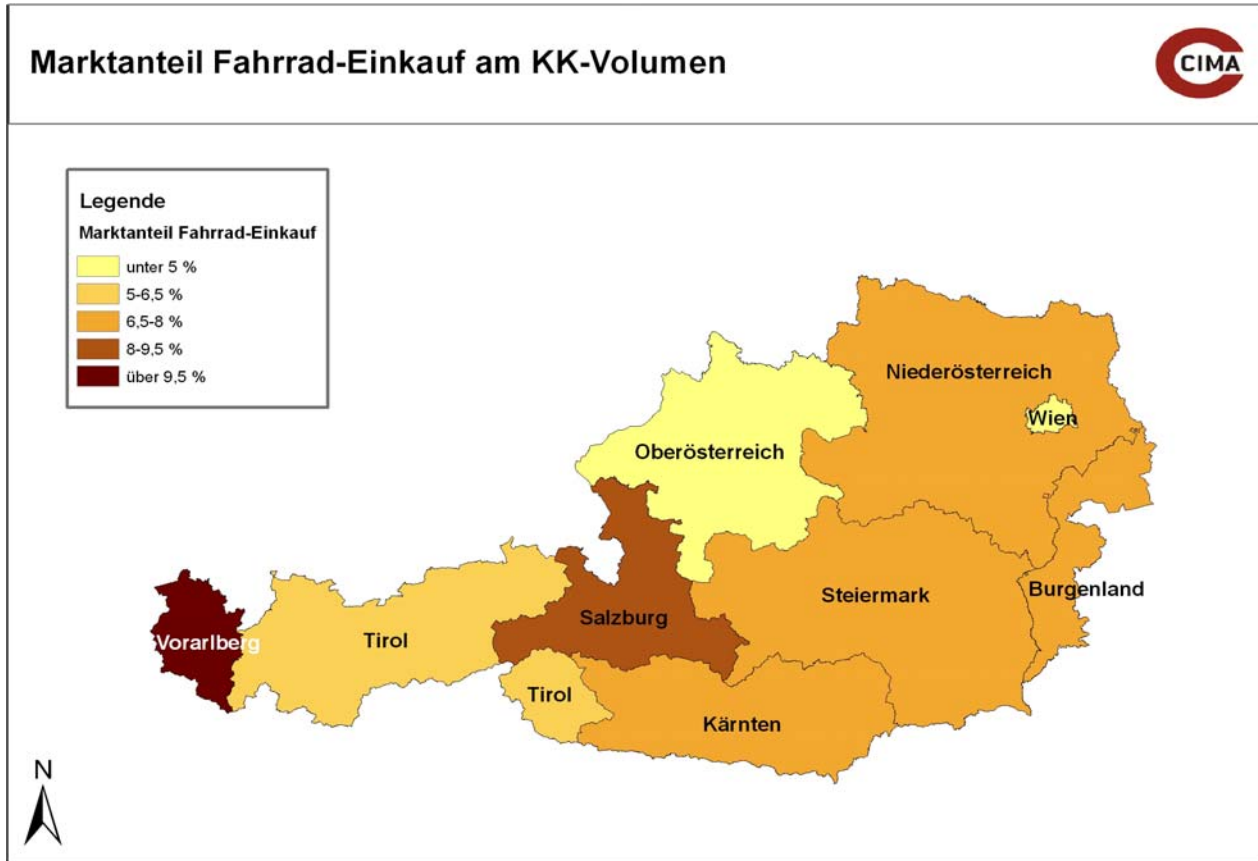 Marktanteil Fahrrad-Einkauf am KK-Volumen
CIMA
Legende
Marktanteil Fahrrad-Einkauf
unter 5 %
5-6,5 %
6,5-8 %
8-9,5 %
über 9,5 %
Niederösterreich
Wien
Oberösterreich
Burgenland
Steiermark
Salzburg
Vorarlberg
Tirol
Tirol
Kärnten
N